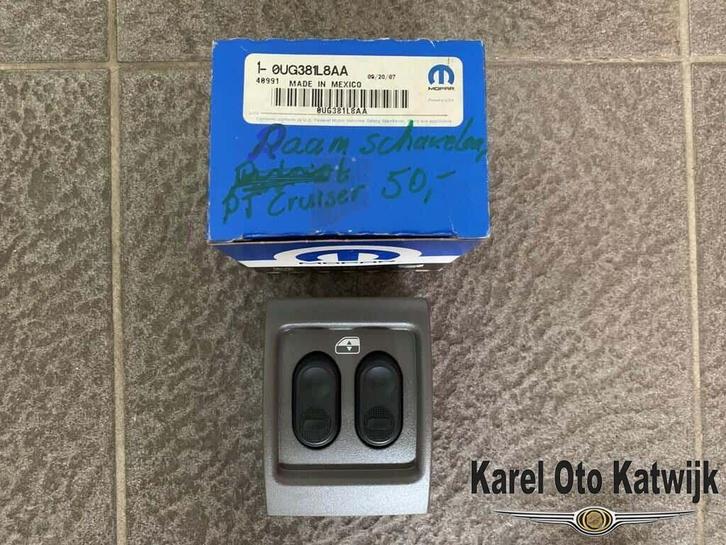 1- 0UG381L8AA
40991 MADE IN MEXICO 09/20/07
MOPAR
0UG381L8AA
Raam schakelaar
PT Cruiser 50,-
MOPAR
Karel Oto Katwijk